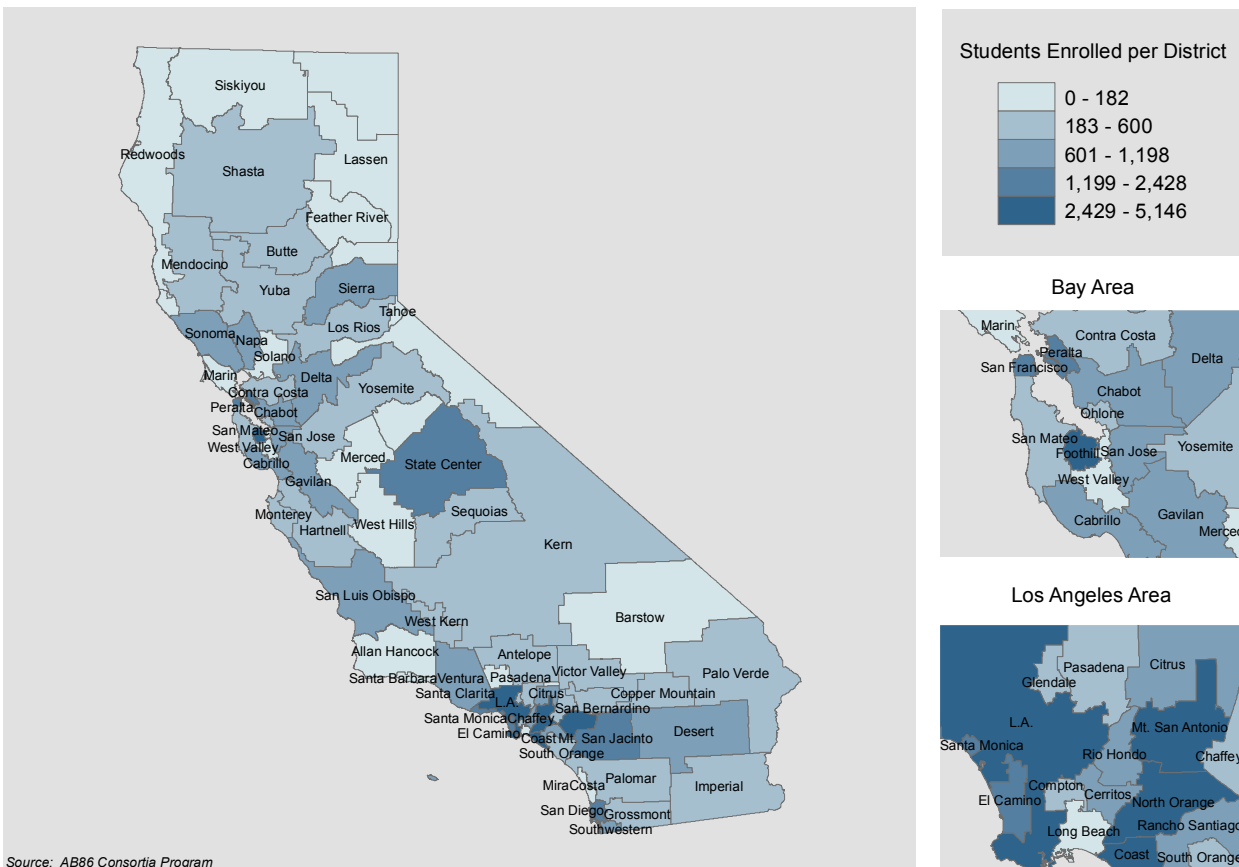 Siskiyou
Redwoods
Lassen
Shasta
Feather River
Butte
Mendocino
Yuba
Sierra
Tahoe
Los Rios
Sonoma
Napa
Solano
Marin
Delta
Yosemite
Contra Costa
Peralta
Chabot
San Mateo
San Jose
West Valley
Merced
State Center
Cabrillo
Gavilan
Sequoias
Monterey
West Hills
Hartnell
Kern
San Luis Obispo
Barstow
West Kern
Allan Hancock
Antelope
Victor Valley
Palo Verde
Santa Barbara
Ventura
Pasadena
Santa Clarita
Citrus
Copper Mountain
L.A.
San Bernardino
Santa Monica
Chaffey
El Camino
Coast
Mt. San Jacinto
Desert
South Orange
MiraCosta
Palomar
Imperial
San Diego
Grossmont
Southwestern
Source: AB86 Consortia Program
Students Enrolled per District
0 - 182
183 - 600
601 - 1,198
1,199 - 2,428
2,429 - 5,146
Bay Area
Marin
Contra Costa
Peralta
Delta
San Francisco
Chabot
Ohlone
San Mateo
Yosemite
Foothill
San Jose
West Valley
Gavilan
Cabrillo
Merced
Los Angeles Area
Pasadena
Citrus
Glendale
L.A.
Mt. San Antonio
Santa Monica
Rio Hondo
Chaffey
Compton
Cerritos
El Camino
North Orange
Rancho Santiago
Long Beach
Coast
South Orange